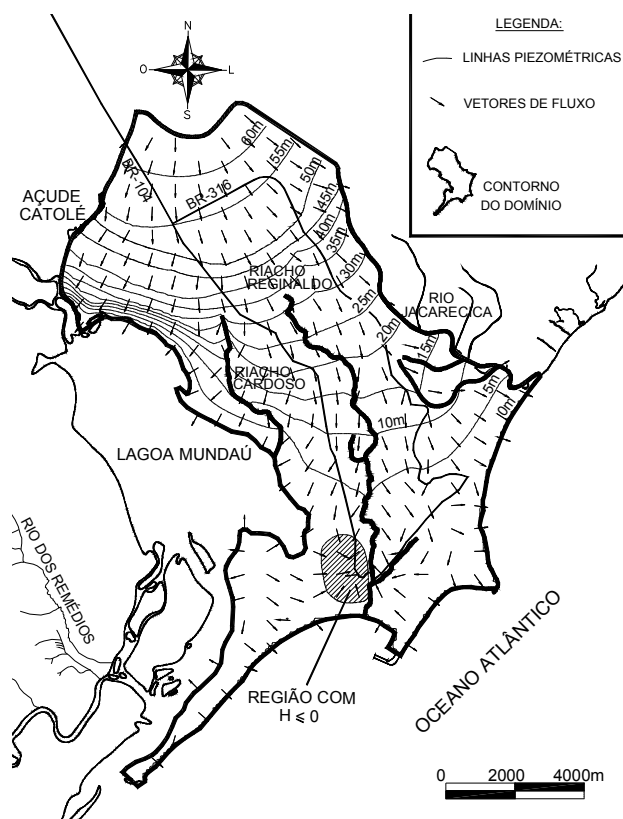 LEGENDA:
LINHAS PIEZOMÉTRICAS
VETORES DE FLUXO
CONTORNO
DO DOMÍNIO
N
O
L
S
60m
55m
50m
45m
40m
35m
30m
25m
20m
15m
10m
5m
0m
BR-104
BR-316
AÇUDE
CATOLÉ
RIACHO
REGINALDO
RIO
JACARECICA
RIACHO
CARDOSO
LAGOA MUNDAÚ
RIO DOS REMÉDIOS
REGIÃO COM
H ⩽ 0
OCEANO ATLÂNTICO
0 2000 4000m